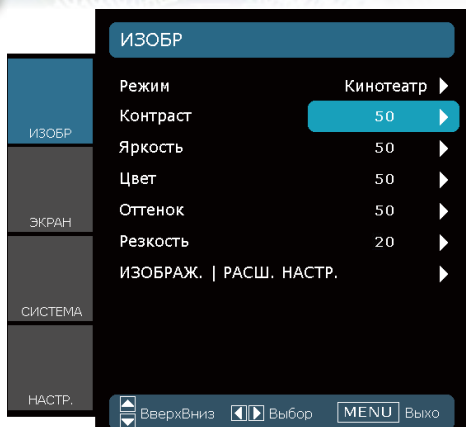 ИЗОБР
Режим Кинотеатр
Контраст 50
Яркость 50
Цвет 50
Оттенок 50
Резкость 20
ИЗОБРАЖ. | РАСШ. НАСТР.
ИЗОБР
ЭКРАН
СИСТЕМА
НАСТР.
ВверхВниз Выбор MENU Выхо